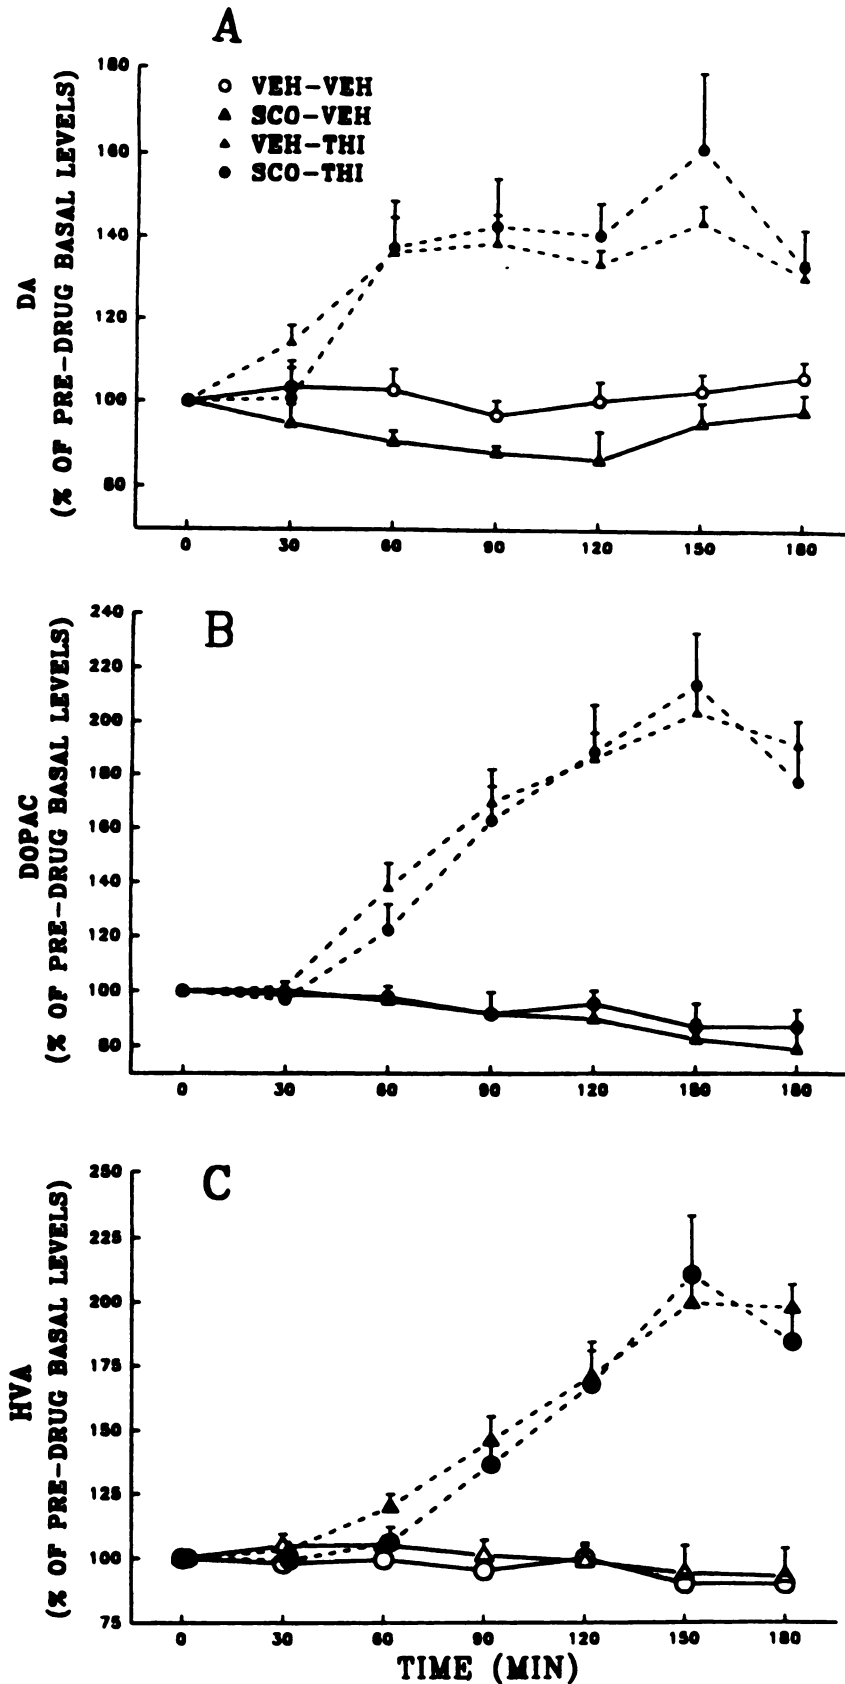 A
DA
(% OF PRE-DRUG BASAL LEVELS)
180
160
140
120
100
80
VEH-VEH
SCO-VEH
VEH-THI
SCO-THI
0 30 60 90 120 150 180
B
DOPAC
(% OF PRE-DRUG BASAL LEVELS)
240
220
200
180
160
140
120
100
80
0 30 60 90 120 150 180
C
HVA
(% OF PRE-DRUG BASAL LEVELS)
250
225
200
175
150
125
100
75
0 30 60 90 120 150 180
TIME (MIN)